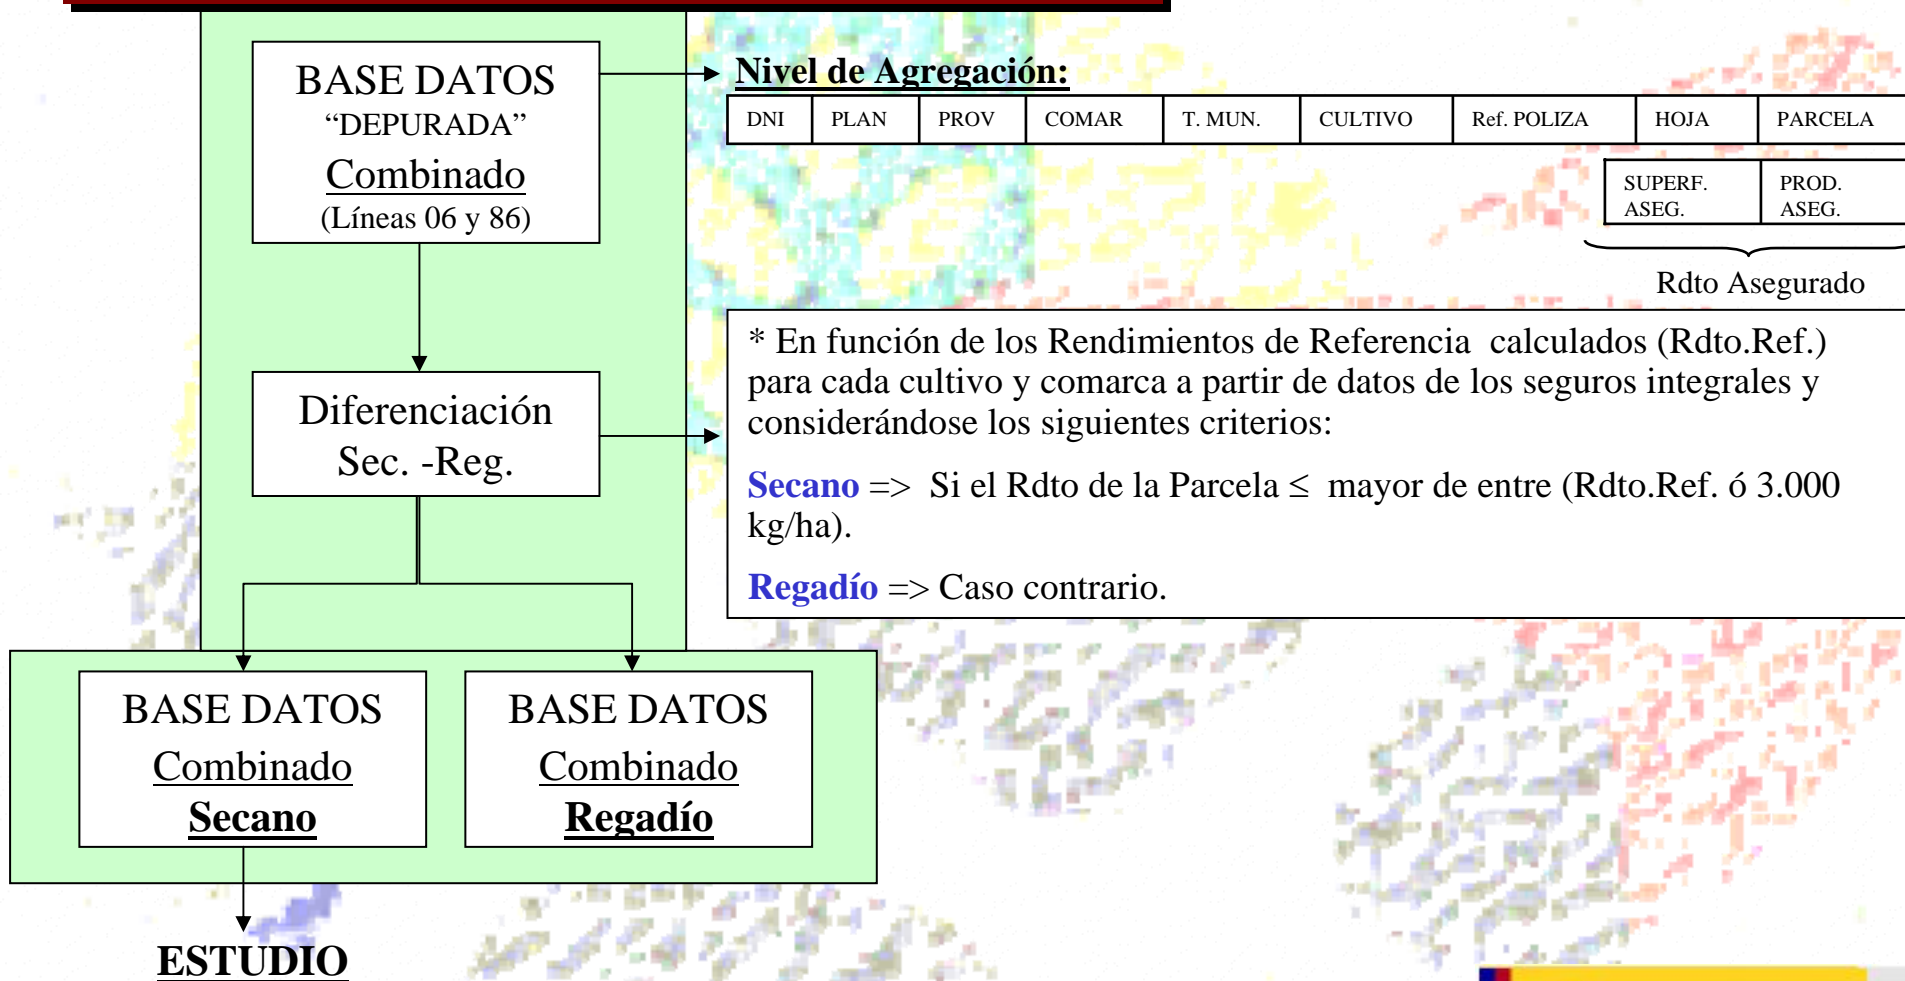 BASE DATOS
“DEPURADA”
Combinado
(Líneas 06 y 86)
Nivel de Agregación:
DNI PLAN PROV COMAR T. MUN. CULTIVO Ref. POLIZA HOJA PARCELA
SUPERF. ASEG.
PROD. ASEG.
Rdto Asegurado
Diferenciación
Sec. -Reg.
* En función de los Rendimientos de Referencia calculados (Rdto.Ref.)
para cada cultivo y comarca a partir de datos de los seguros integrales y
considerándose los siguientes criterios:
Secano => Si el Rdto de la Parcela ≤ mayor de entre (Rdto.Ref. ó 3.000
kg/ha).
Regadío => Caso contrario.
BASE DATOS
Combinado
Secano
BASE DATOS
Combinado
Regadío
ESTUDIO